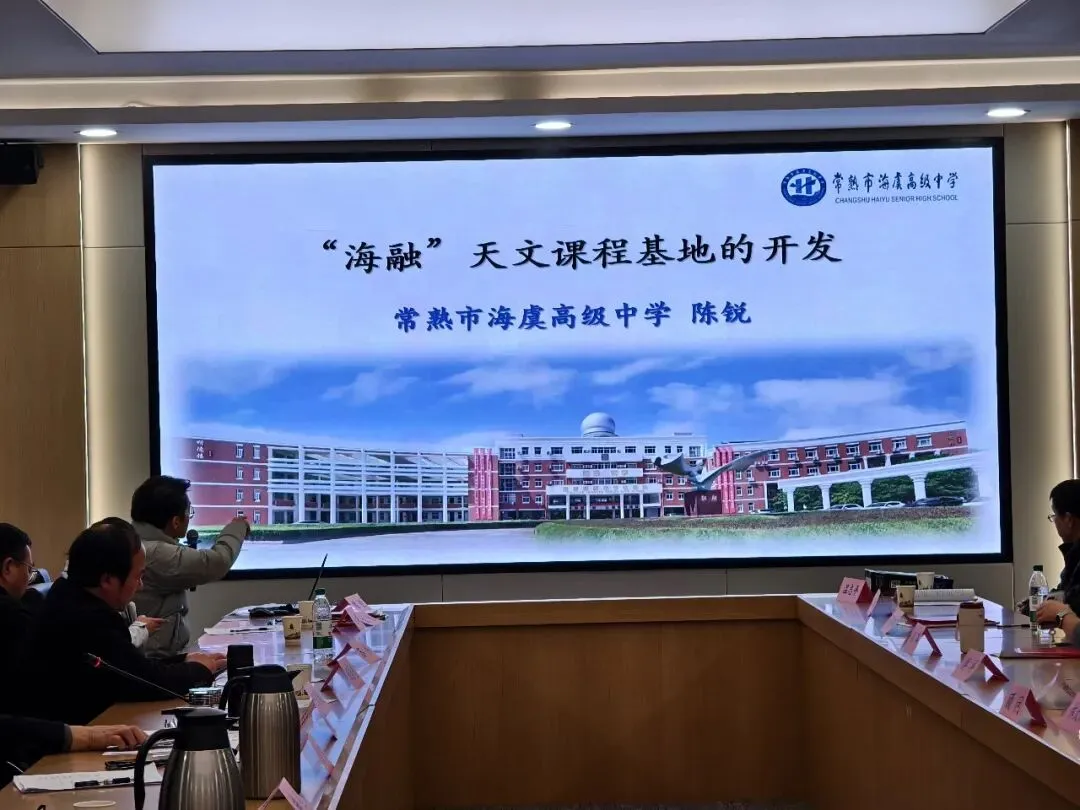 常熟市海虞高级中学
CHANGSHU HAIYU SENIOR HIGH SCHOOL
“海融”天文课程基地的开发
常熟市海虞高级中学 陈锐